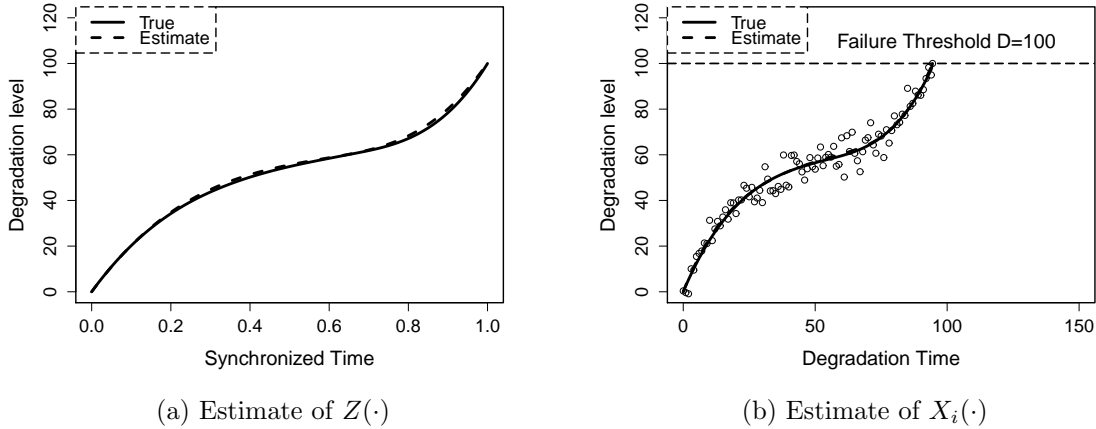 True
Estimate
Degradation level
0
20
40
60
80
100
120
0.0
0.2
0.4
0.6
0.8
1.0
Synchronized Time
(a) Estimate of Z(·)
True
Estimate
Failure Threshold D=100
Degradation level
0
20
40
60
80
100
120
0
50
100
150
Degradation Time
(b) Estimate of Xᵢ(·)